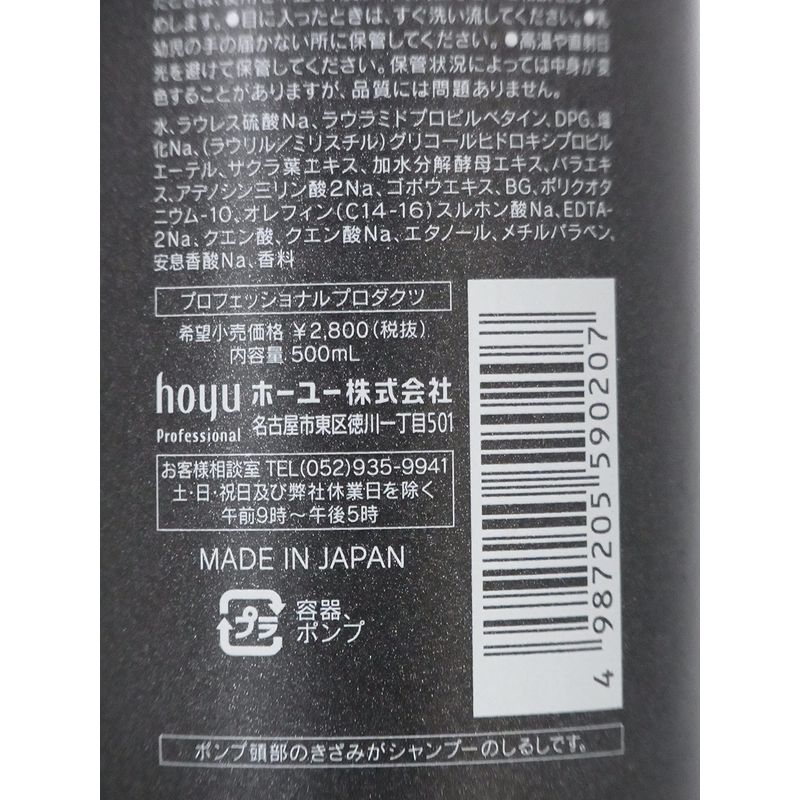 めします。●目に入ったときは、すぐ洗い流してください。●乳
幼児の手の届かない所に保管してください。●高温や直射日
光を避けて保管してください。保管状況によっては中身が変
色することがありますが、品質には問題ありません。
水、ラウレス硫酸Na、ラウラミドプロピルベタイン、DPG、塩
化Na、(ラウリル／ミリスチル)グリコールヒドロキシプロピル
エーテル、サクラ葉エキス、加水分解酵母エキス、バラエキ
ス、アデノシン三リン酸2Na、ゴボウエキス、BG、ポリクオタ
ニウム-10、オレフィン(C14-16)スルホン酸Na、EDTA-
2Na、クエン酸、クエン酸Na、エタノール、メチルパラベン、
安息香酸Na、香料
プロフェッショナルプロダクツ
希望小売価格 ¥2,800(税抜)
内容量 500mL
hoyu ホーユー株式会社
Professional 名古屋市東区徳川一丁目501
お客様相談室 TEL(052)935-9941
土・日・祝日及び弊社休業日を除く
午前9時～午後5時
MADE IN JAPAN
プラ 容器、
ポンプ
4 987205 590207
ポンプ頭部のきざみがシャンプーのしるしです。